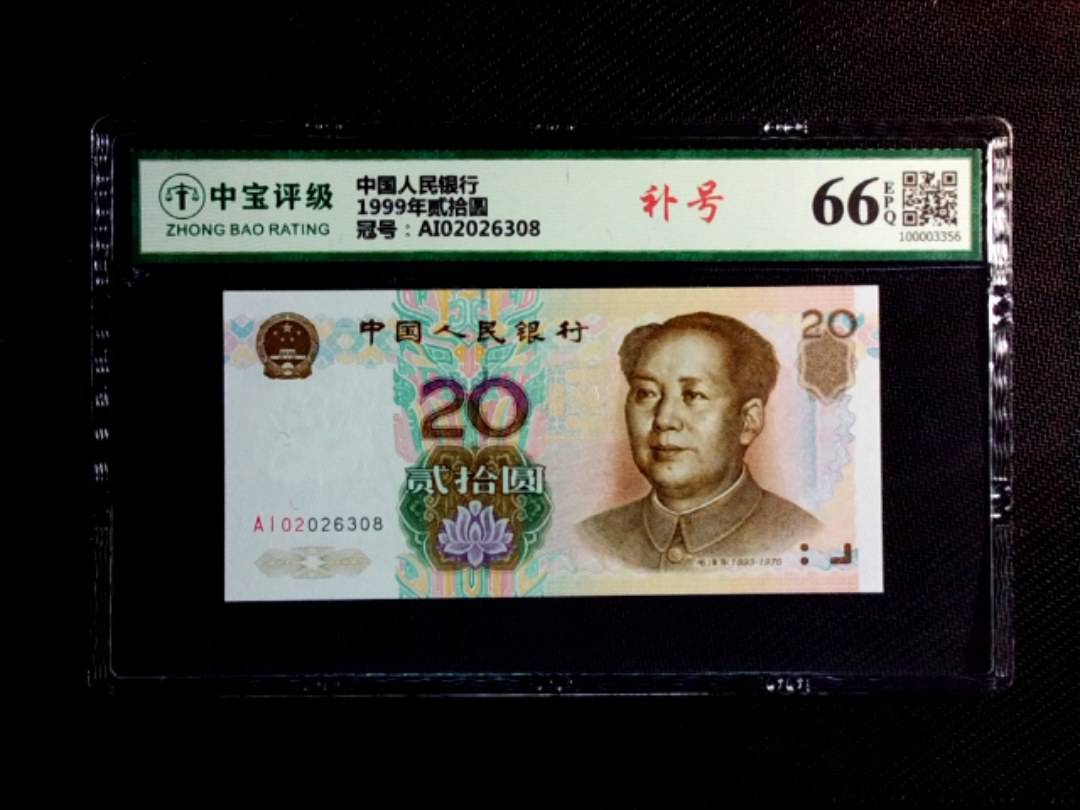 中宝评级
ZHONG BAO RATING
中国人民银行
1999年贰拾圆
冠号：AI02026308
补号
66
EPQ
100003356
中国人民银行
20
20
贰拾圆
AI02026308
1893-1976